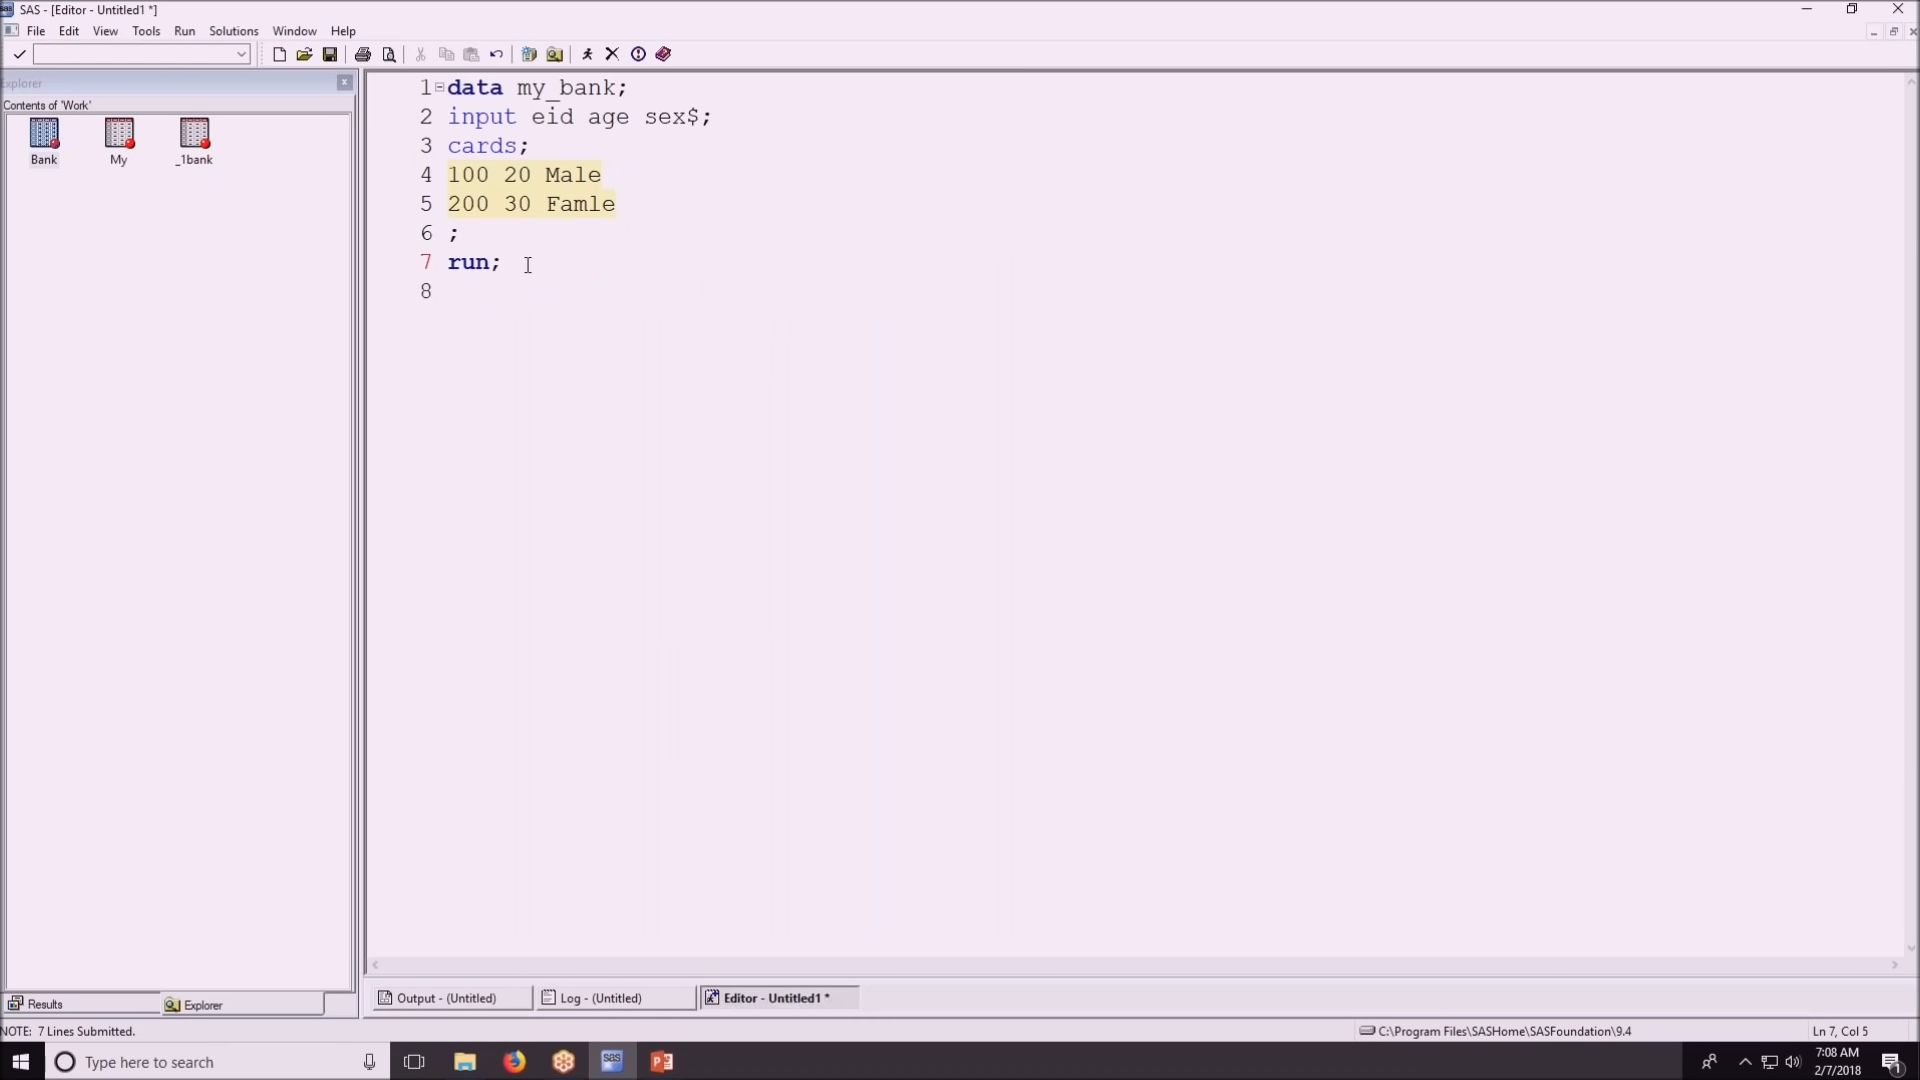 SAS - [Editor - Untitled1 *]
File Edit View Tools Run Solutions Window Help
Explorer
Contents of 'Work'
Bank My _1bank
1 data my_bank;
2 input eid age sex$;
3 cards;
4 100 20 Male
5 200 30 Famle
6 ;
7 run;
8
Results Explorer
Output - (Untitled) Log - (Untitled) Editor - Untitled1 *
NOTE: 7 Lines Submitted. C:\Program Files\SASHome\SASFoundation\9.4 Ln 7, Col 5
Type here to search
sas
7:08 AM
2/7/2018
1